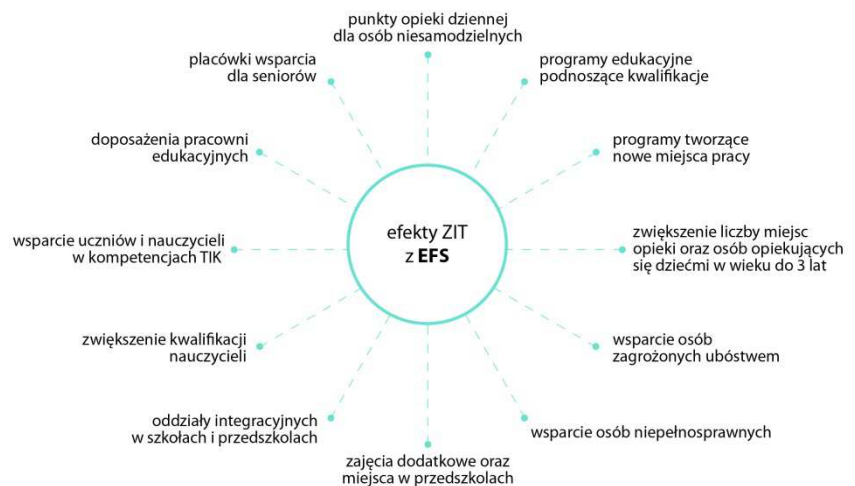 punkty opieki dziennej
dla osób niesamodzielnych
programy edukacyjne
podnoszące kwalifikacje
programy tworzące
nowe miejsca pracy
zwiększenie liczby miejsc
opieki oraz osób opiekujących
się dziećmi w wieku do 3 lat
wsparcie osób
zagrożonych ubóstwem
wsparcie osób niepełnosprawnych
zajęcia dodatkowe oraz
miejsca w przedszkolach
oddziały integracyjnych
w szkołach i przedszkolach
zwiększenie kwalifikacji
nauczycieli
wsparcie uczniów i nauczycieli
w kompetencjach TIK
doposażenia pracowni
edukacyjnych
placówki wsparcia
dla seniorów
efekty ZIT
z EFS